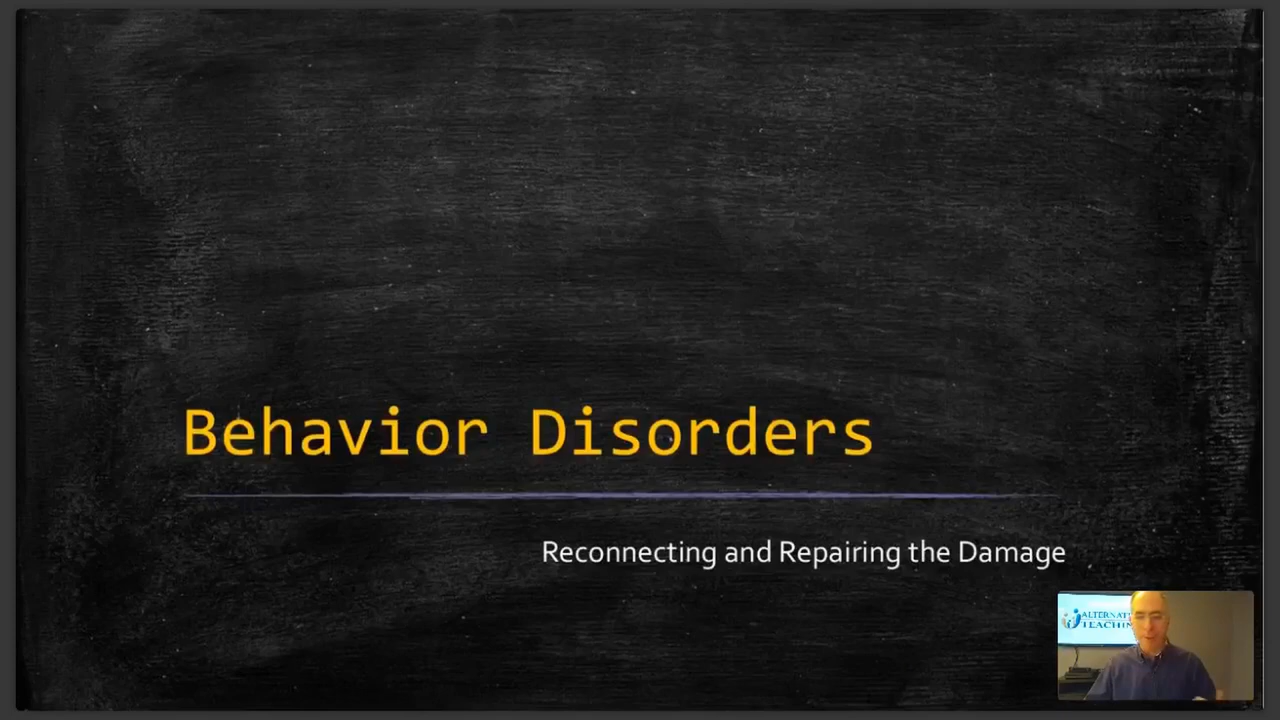 Behavior Disorders
Reconnecting and Repairing the Damage